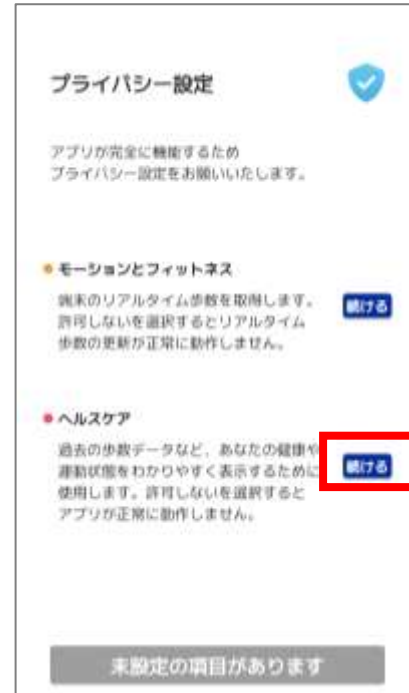 プライバシー設定
アプリが完全に機能するため
プライバシー設定をお願いいたします。
モーションとフィットネス
端末のリアルタイム歩数を取得します。
許可しないを選択するとリアルタイム
歩数の更新が正常に動作しません。
続ける
ヘルスケア
過去の歩数データなど、あなたの健康や
運動状態をわかりやすく表示するために
使用します。許可しないを選択すると
アプリが正常に動作しません。
続ける
未設定の項目があります